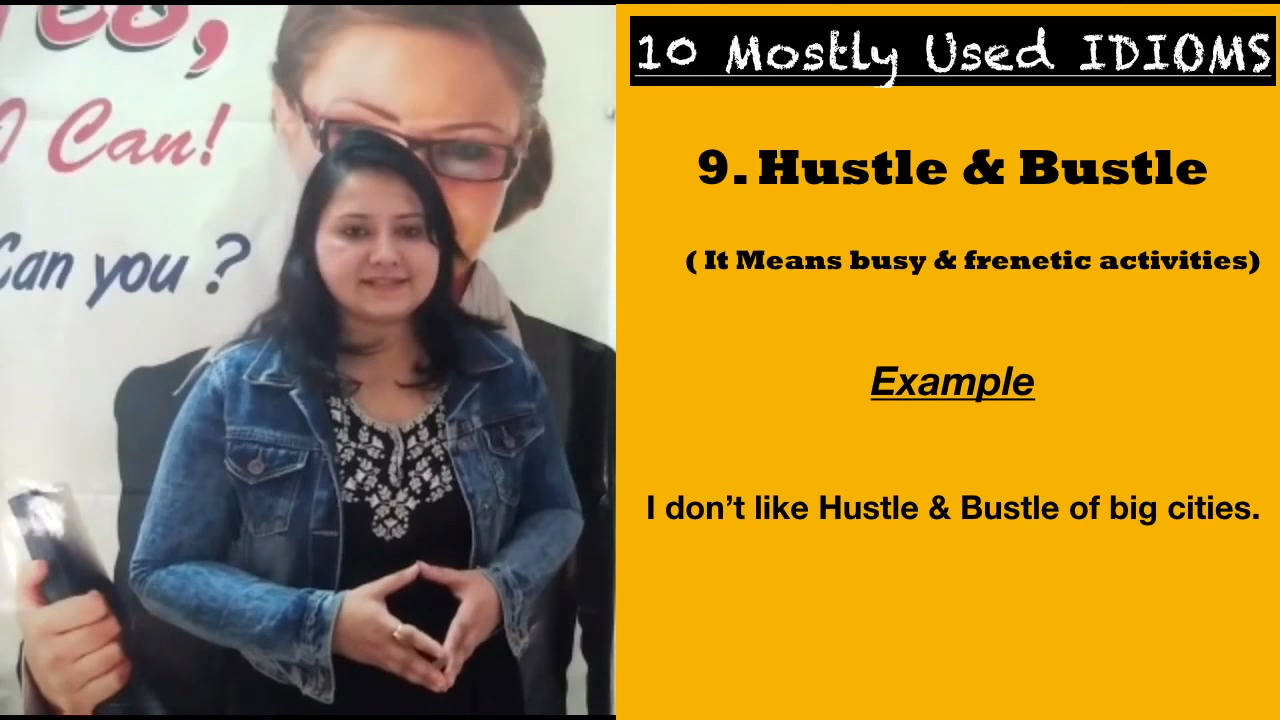 Yes,
I Can!
Can you ?
10 Mostly Used IDIOMS
9. Hustle & Bustle
( It Means busy & frenetic activities)
Example
I don’t like Hustle & Bustle of big cities.